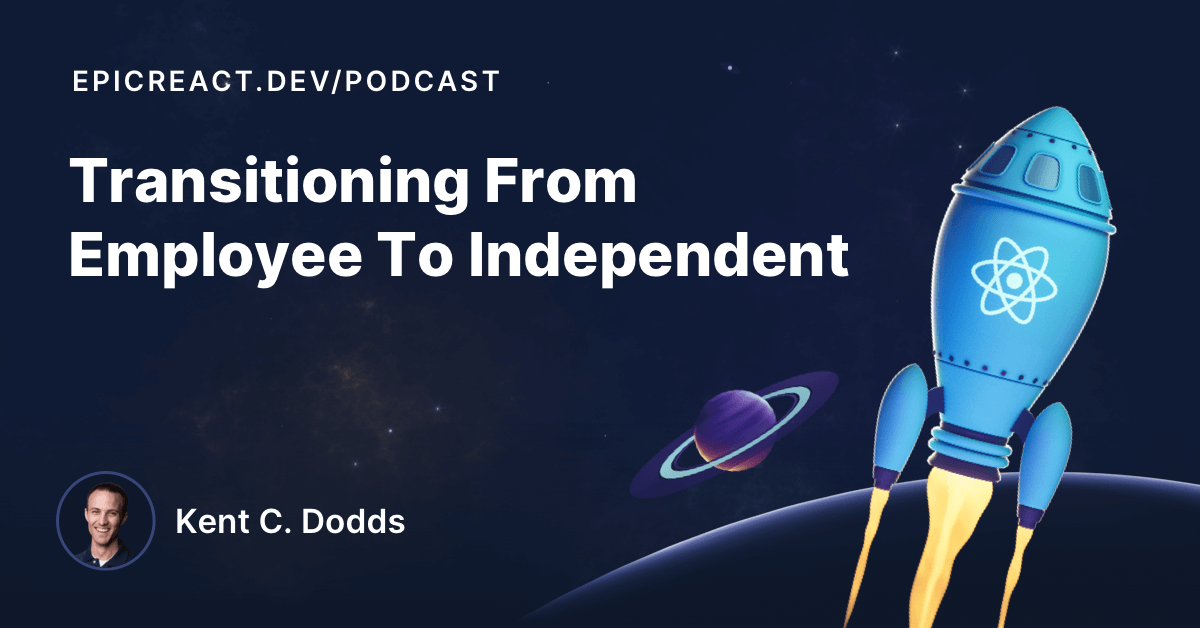 EPICREACT.DEV/PODCAST
Transitioning From
Employee To Independent
Kent C. Dodds